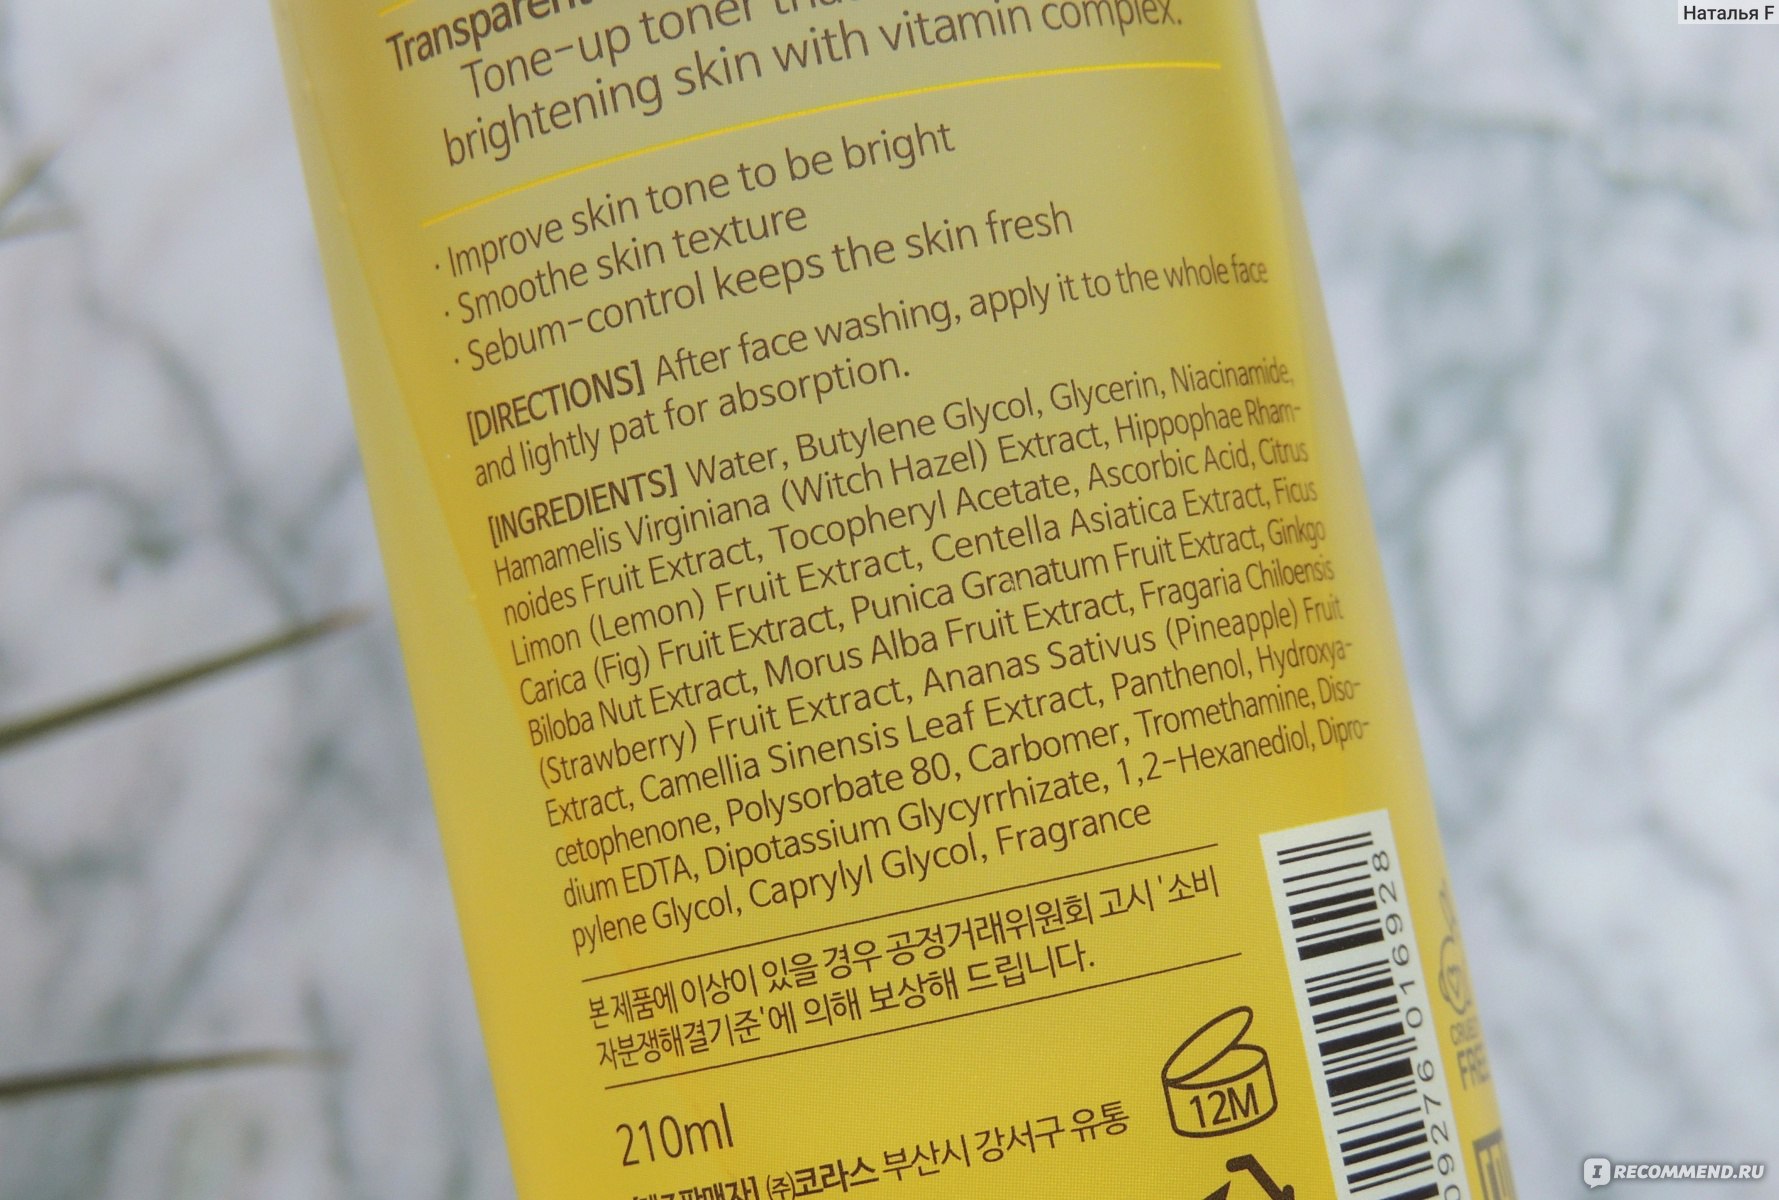 Наталья F
Transparent
Tone-up toner
brightening skin with vitamin complex.
· Improve skin tone to be bright
· Smoothe skin texture
· Sebum-control keeps the skin fresh
[DIRECTIONS] After face washing, apply it to the whole face
and lightly pat for absorption.
[INGREDIENTS] Water, Butylene Glycol, Glycerin, Niacinamide,
Hamamelis Virginiana (Witch Hazel) Extract, Hippophae Rham-
noides Fruit Extract, Tocopheryl Acetate, Ascorbic Acid, Citrus
Limon (Lemon) Fruit Extract, Centella Asiatica Extract, Ficus
Carica (Fig) Fruit Extract, Punica Granatum Fruit Extract, Ginkgo
Biloba Nut Extract, Morus Alba Fruit Extract, Fragaria Chiloensis
(Strawberry) Fruit Extract, Ananas Sativus (Pineapple) Fruit
Extract, Camellia Sinensis Leaf Extract, Panthenol, Hydroxya-
cetophenone, Polysorbate 80, Carbomer, Tromethamine, Diso-
dium EDTA, Dipotassium Glycyrrhizate, 1,2-Hexanediol, Dipro-
pylene Glycol, Caprylyl Glycol, Fragrance
본 제품에 이상이 있을 경우 공정거래위원회 고시 '소비
자분쟁해결기준'에 의해 보상해 드립니다.
210ml
12M
(주)코라스 부산시 강서구 유통
09276 016928
FREE
IRECOMMEND.RU